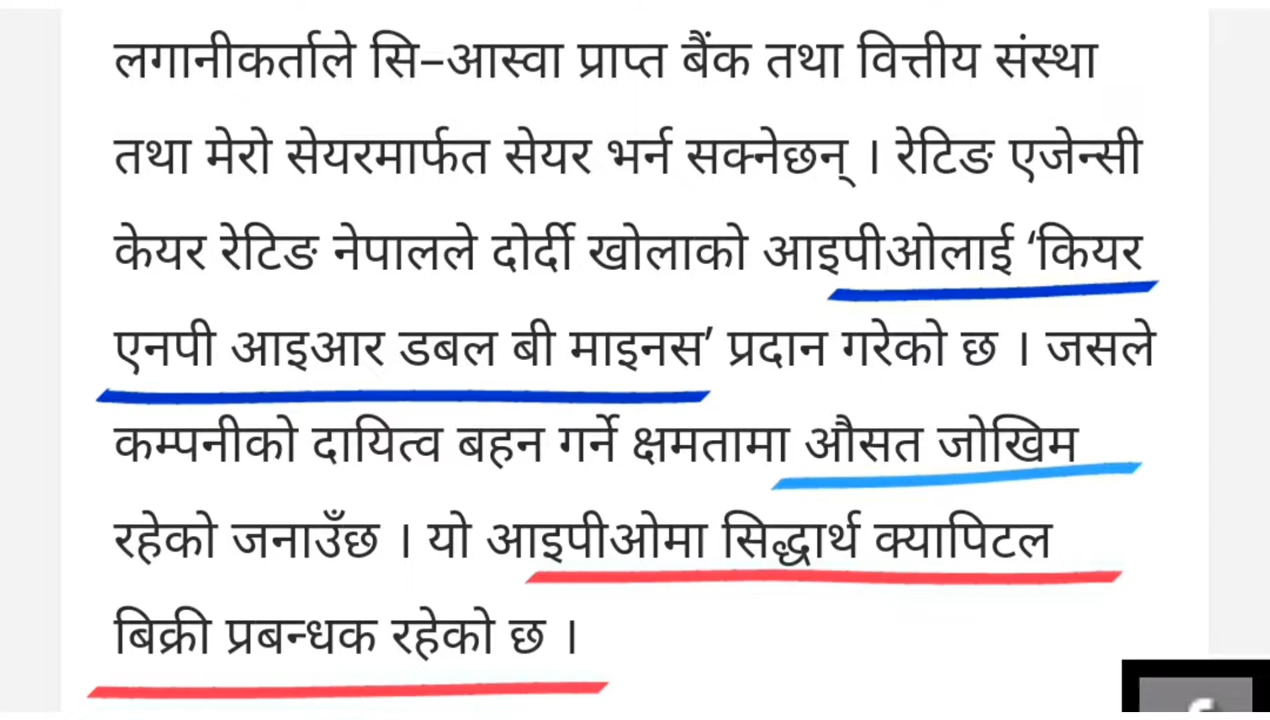 लगानीकर्ताले सि–आस्वा प्राप्त बैंक तथा वित्तीय संस्था
तथा मेरो सेयरमार्फत सेयर भर्न सक्नेछन् । रेटिङ एजेन्सी
केयर रेटिङ नेपालले दोर्दी खोलाको आइपीओलाई ‘कियर
एनपी आइआर डबल बी माइनस’ प्रदान गरेको छ । जसले
कम्पनीको दायित्व बहन गर्ने क्षमतामा औसत जोखिम
रहेको जनाउँछ । यो आइपीओमा सिद्धार्थ क्यापिटल
बिक्री प्रबन्धक रहेको छ ।